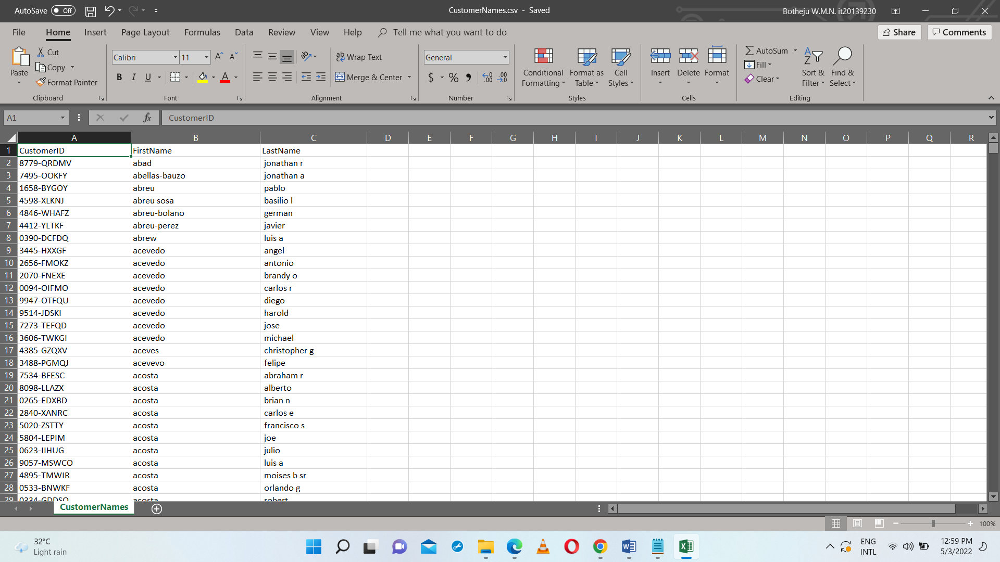 AutoSave Off CustomerNames.csv - Saved Botheju W.M.N. it20139230
File Home Insert Page Layout Formulas Data Review View Help Tell me what you want to do Share Comments
Paste Cut Copy Format Painter Clipboard
Calibri 11 B I U A Font
ab Wrap Text Merge & Center Alignment
General $ % Number
Conditional Formatting Format as Table Cell Styles Styles
Insert Delete Format Cells
AutoSum Fill Clear Sort & Filter Find & Select Editing
A1 fx CustomerID
A B C D E F G H I J K L M N O P Q R
1 CustomerID FirstName LastName
2 8779-QRDMV abad jonathan r
3 7495-OOKFY abellas-bauzo jonathan a
4 1658-BYGOY abreu pablo
5 4598-XLKNJ abreu sosa basilio l
6 4846-WHAFZ abreu-bolano german
7 4412-YLTKF abreu-perez javier
8 0390-DCFDQ abrew luis a
9 3445-HXXGF acevedo angel
10 2656-FMOKZ acevedo antonio
11 2070-FNEXE acevedo brandy o
12 0094-OIFMO acevedo carlos r
13 9947-OTFQU acevedo diego
14 9514-JDSKI acevedo harold
15 7273-TEFQD acevedo jose
16 3606-TWKGI acevedo michael
17 4385-GZQXV aceves christopher g
18 3488-PGMQJ acevevo felipe
19 7534-BFESC acosta abraham r
20 8098-LLAZX acosta alberto
21 0265-EDXBD acosta brian n
22 2840-XANRC acosta carlos e
23 5020-ZSTTY acosta francisco s
24 5804-LEPIM acosta joe
25 0623-IIHUG acosta julio
26 9057-MSWCO acosta luis a
27 4895-TMWIR acosta moises b sr
28 0533-BNWKF acosta orlando g
29 0334-GDDSO acosta robert
CustomerNames
100%
32°C ENG 12:59 PM
Light rain INTL 5/3/2022